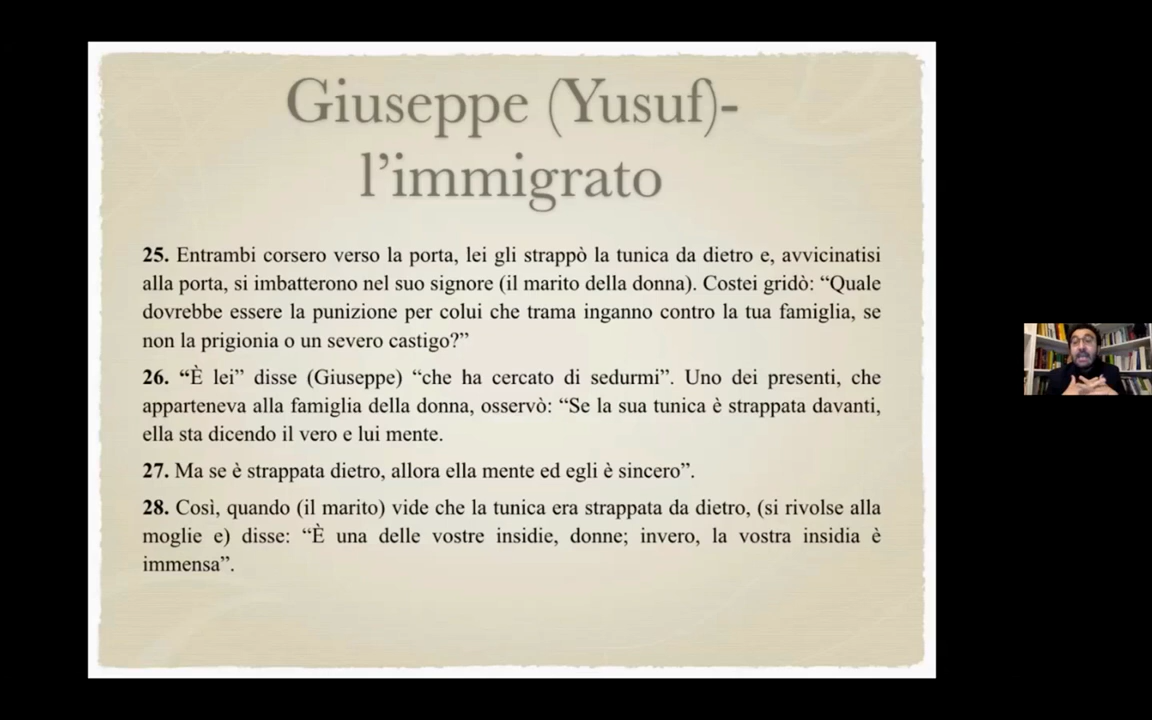 Giuseppe (Yusuf)-
l’immigrato
25. Entrambi corsero verso la porta, lei gli strappò la tunica da dietro e, avvicinatisi
alla porta, si imbatterono nel suo signore (il marito della donna). Costei gridò: “Quale
dovrebbe essere la punizione per colui che trama inganno contro la tua famiglia, se
non la prigionia o un severo castigo?”
26. “È lei” disse (Giuseppe) “che ha cercato di sedurmi”. Uno dei presenti, che
apparteneva alla famiglia della donna, osservò: “Se la sua tunica è strappata davanti,
ella sta dicendo il vero e lui mente.
27. Ma se è strappata dietro, allora ella mente ed egli è sincero”.
28. Così, quando (il marito) vide che la tunica era strappata da dietro, (si rivolse alla
moglie e) disse: “È una delle vostre insidie, donne; invero, la vostra insidia è
immensa”.